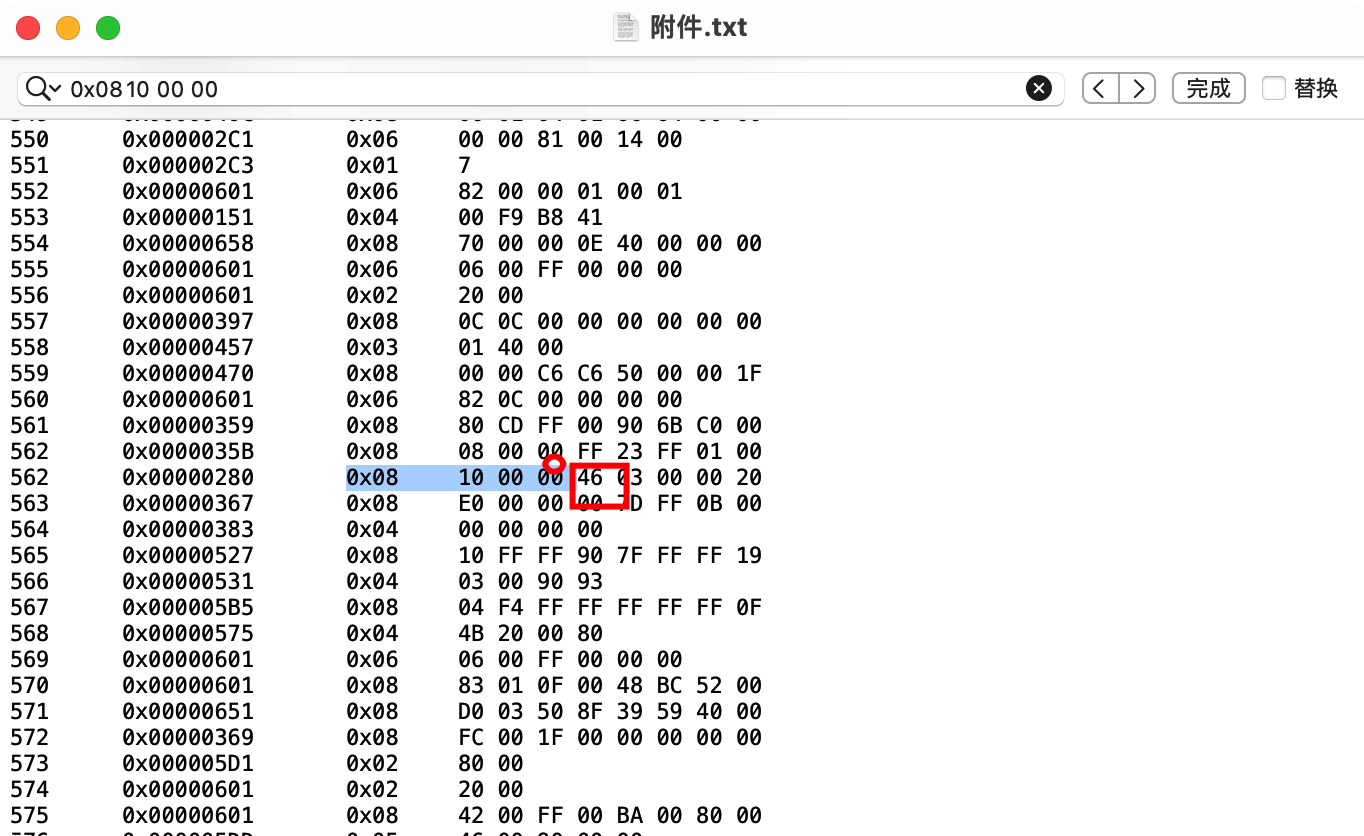 附件.txt
0x0810 00 00
完成
替换
550 0x000002C1 0x06 00 00 81 00 14 00
551 0x000002C3 0x01 7
552 0x00000601 0x06 82 00 00 01 00 01
553 0x00000151 0x04 00 F9 B8 41
554 0x00000658 0x08 70 00 00 0E 40 00 00 00
555 0x00000601 0x06 06 00 FF 00 00 00
556 0x00000601 0x02 20 00
557 0x00000397 0x08 0C 0C 00 00 00 00 00 00
558 0x00000457 0x03 01 40 00
559 0x00000470 0x08 00 00 C6 C6 50 00 00 1F
560 0x00000601 0x06 82 0C 00 00 00 00
561 0x00000359 0x08 80 CD FF 00 90 6B C0 00
562 0x0000035B 0x08 08 00 00 FF 23 FF 01 00
562 0x00000280 0x08 10 00 00 46 03 00 00 20
563 0x00000367 0x08 E0 00 00 00 7D FF 0B 00
564 0x00000383 0x04 00 00 00 00
565 0x00000527 0x08 10 FF FF 90 7F FF FF 19
566 0x00000531 0x04 03 00 90 93
567 0x000005B5 0x08 04 F4 FF FF FF FF FF 0F
568 0x00000575 0x04 4B 20 00 80
569 0x00000601 0x06 06 00 FF 00 00 00
570 0x00000601 0x08 83 01 0F 00 48 BC 52 00
571 0x00000651 0x08 D0 03 50 8F 39 59 40 00
572 0x00000369 0x08 FC 00 1F 00 00 00 00 00
573 0x000005D1 0x02 80 00
574 0x00000601 0x02 20 00
575 0x00000601 0x08 42 00 FF 00 BA 00 80 00